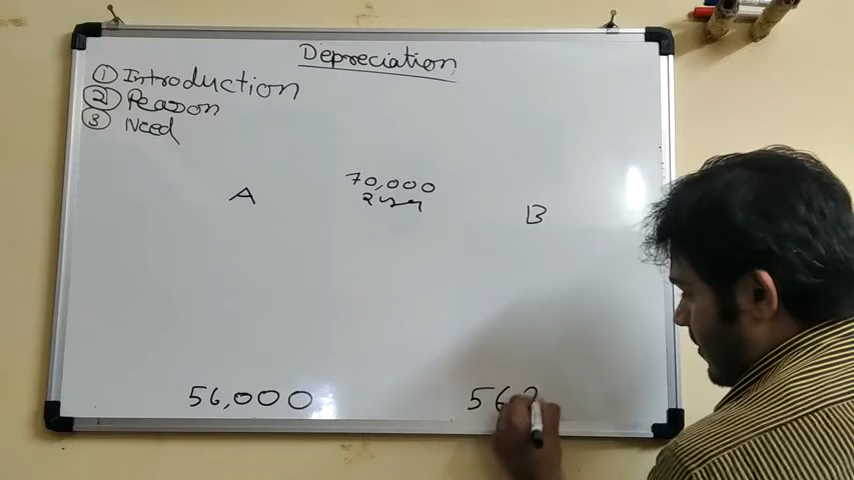 Depreciation
① Introduction
② Reason
③ Need
70,000
A
B
56,000
56